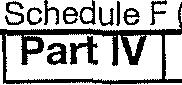 Schedule F (
Part IV